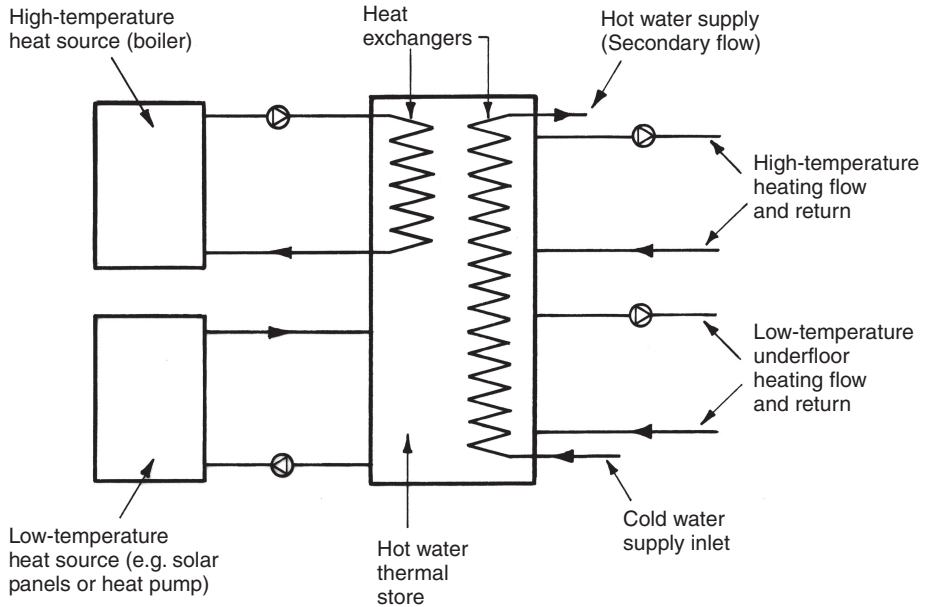 High-temperature
heat source (boiler)
Heat
exchangers
Hot water supply
(Secondary flow)
High-temperature
heating flow
and return
Low-temperature
underfloor
heating flow
and return
Low-temperature
heat source (e.g. solar
panels or heat pump)
Hot water
thermal
store
Cold water
supply inlet